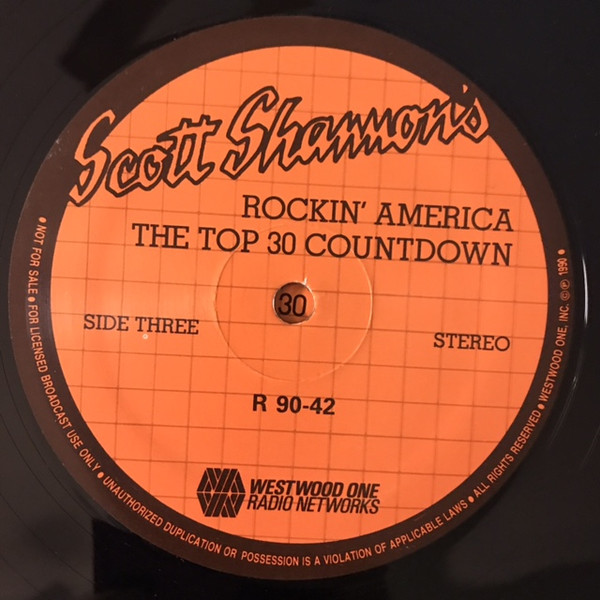 Scott Shannon's
ROCKIN' AMERICA
THE TOP 30 COUNTDOWN
30
SIDE THREE
STEREO
R 90-42
WESTWOOD ONE
RADIO NETWORKS
● NOT FOR SALE ● FOR LICENSED BROADCAST USE ONLY ● UNAUTHORIZED DUPLICATION OR POSSESSION IS A VIOLATION OF APPLICABLE LAWS ● ALL RIGHTS RESERVED ● WESTWOOD ONE, INC. © ℗ 1990 ●